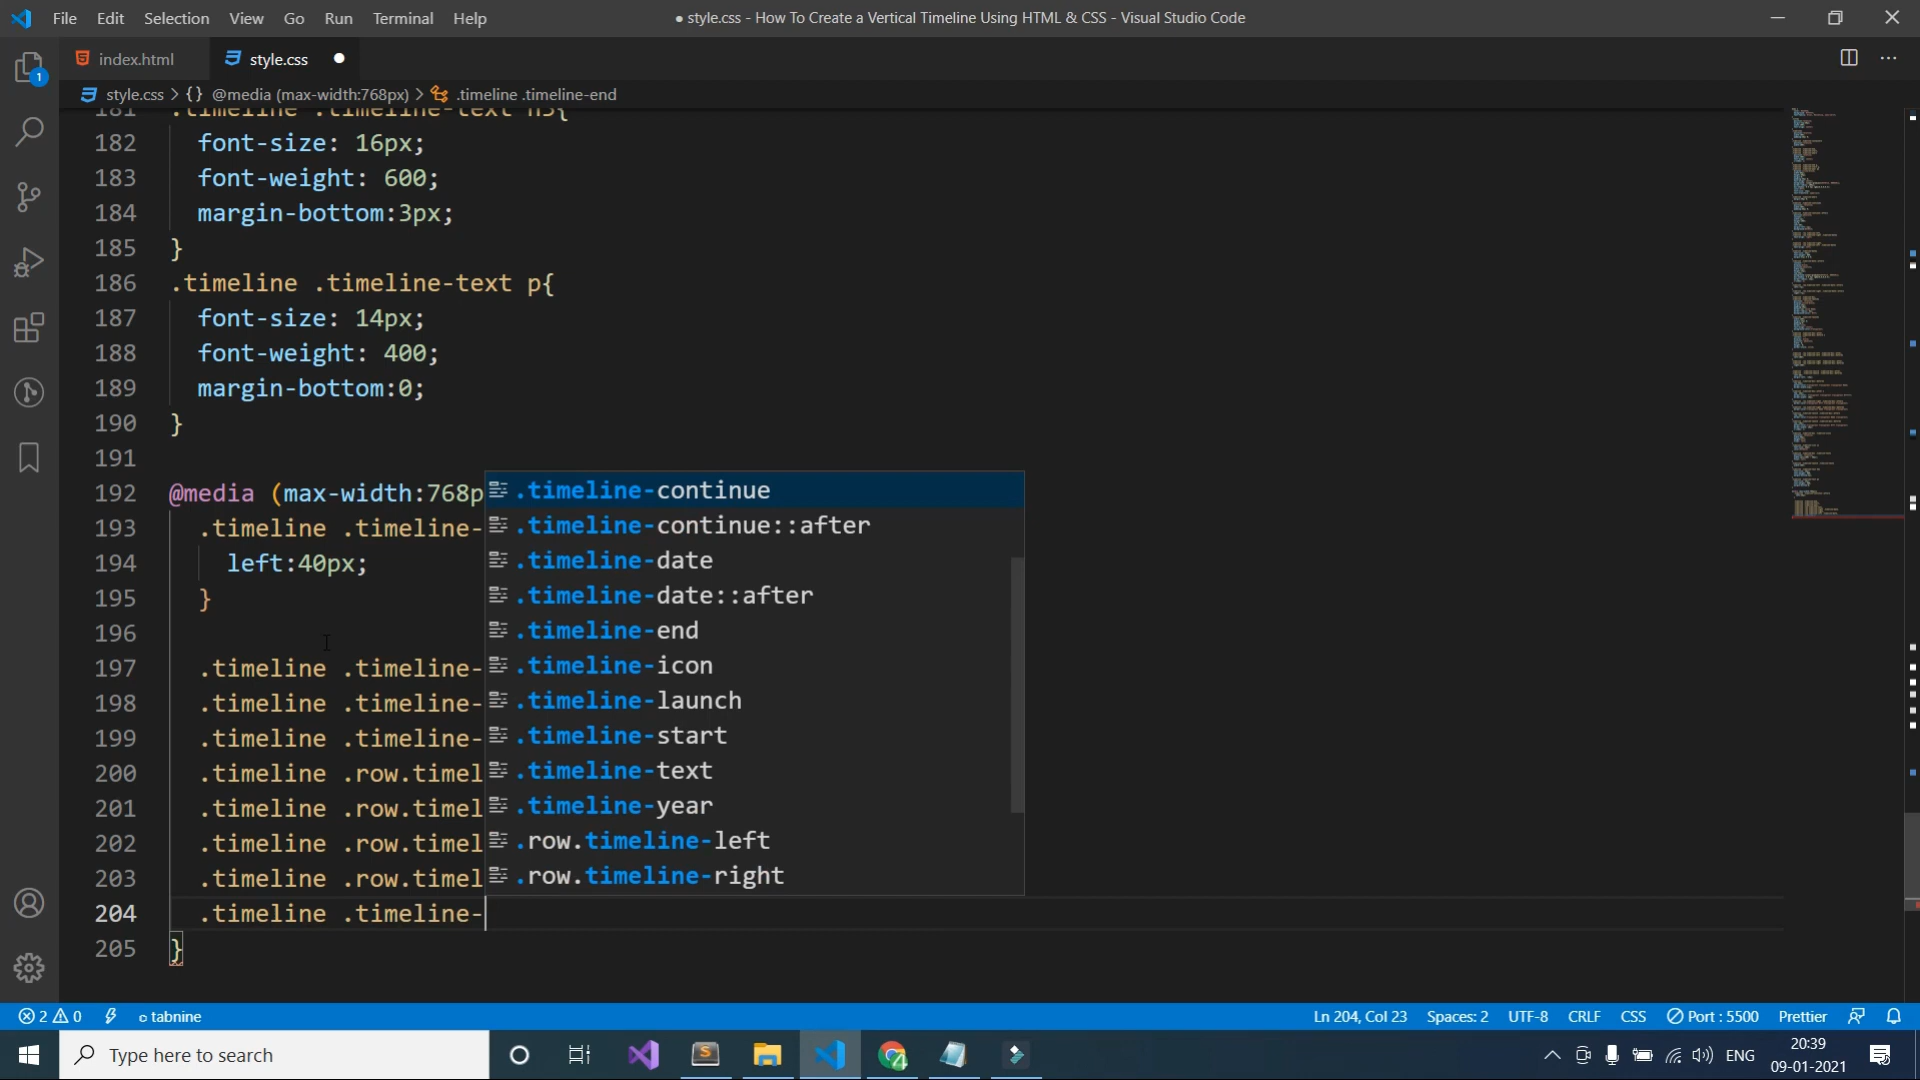 File Edit Selection View Go Run Terminal Help
● style.css - How To Create a Vertical Timeline Using HTML & CSS - Visual Studio Code
index.html style.css ●
style.css > {} @media (max-width:768px) > .timeline .timeline-end
181 .timeline .timeline-text h3{
182 font-size: 16px;
183 font-weight: 600;
184 margin-bottom:3px;
185 }
186 .timeline .timeline-text p{
187 font-size: 14px;
188 font-weight: 400;
189 margin-bottom:0;
190 }
191
192 @media (max-width:768p
193 .timeline .timeline-
194 left:40px;
195 }
196
197 .timeline .timeline-
198 .timeline .timeline-
199 .timeline .timeline-
200 .timeline .row.timel
201 .timeline .row.timel
202 .timeline .row.timel
203 .timeline .row.timel
204 .timeline .timeline-
205 }
.timeline-continue
.timeline-continue::after
.timeline-date
.timeline-date::after
.timeline-end
.timeline-icon
.timeline-launch
.timeline-start
.timeline-text
.timeline-year
.row.timeline-left
.row.timeline-right
1
2 0 tabnine
Ln 204, Col 23 Spaces: 2 UTF-8 CRLF CSS Port : 5500 Prettier
Type here to search
ENG
20:39
09-01-2021